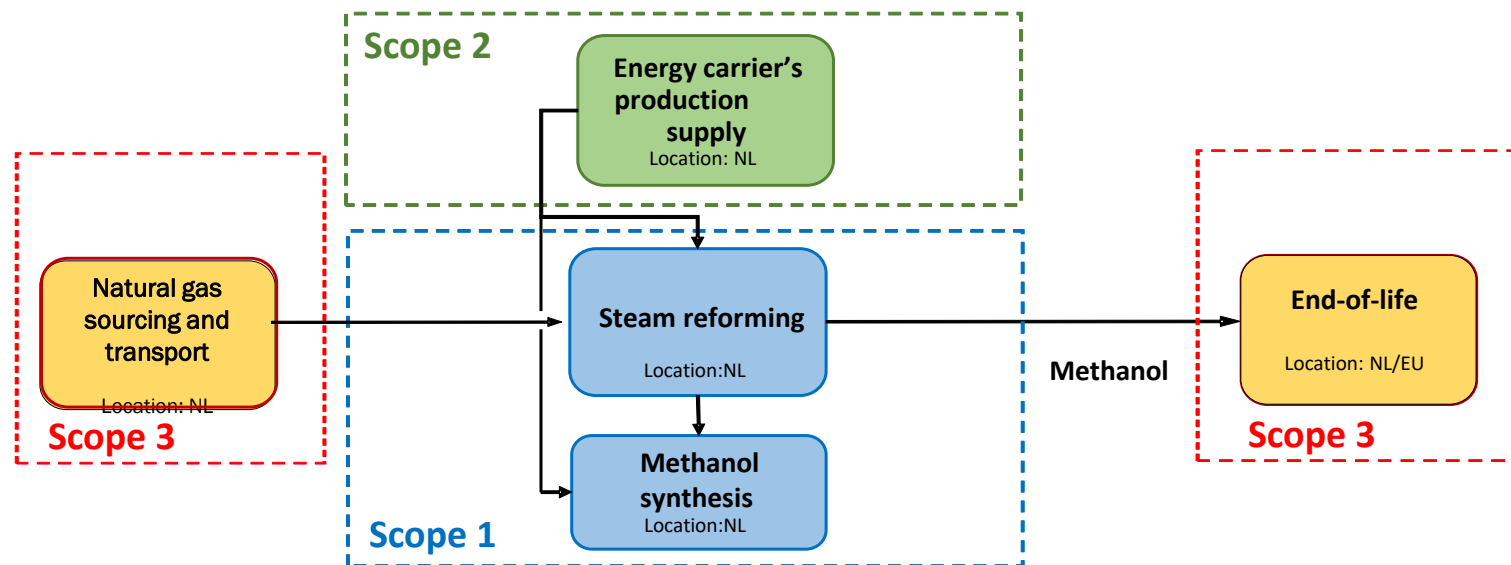 Scope 2
Energy carier's
production
supply
Location: NL
Natural gas
sourcing and
transport
Location: NL
Scope 3
Steam reforming
Location:NL
Methanol
synthesis
Location:NL
Scope 1
Methanol
End-of-life
Location: NL/EU
Scope 3